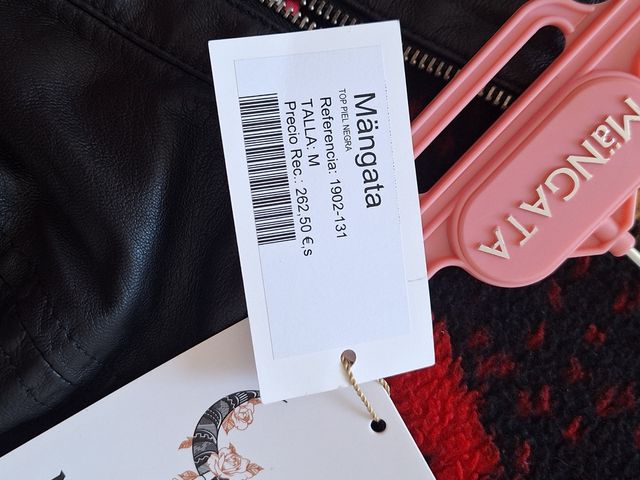 Mängata
TOP PIEL NEGRA
Referencia: 1902-131
TALLA: M
Precio Rec.: 262,50 €,s
MäNGATA